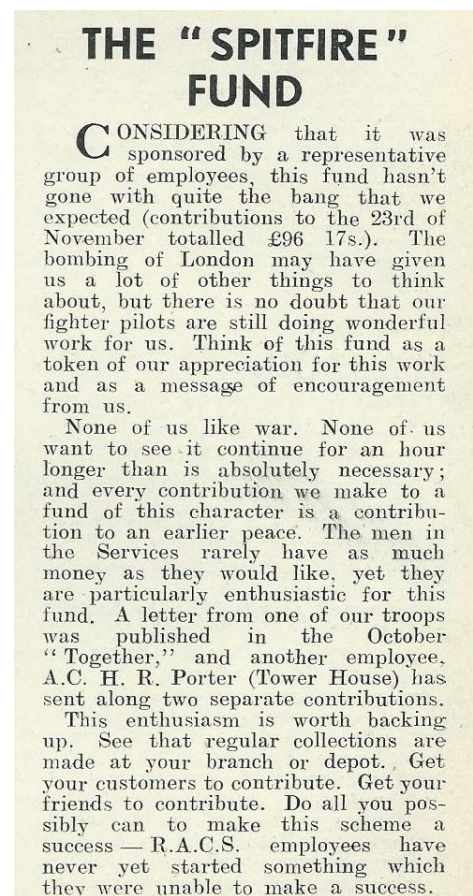 THE "SPITFIRE"
FUND
CONSIDERING that it was
sponsored by a representative
group of employees, this fund hasn't
gone with quite the bang that we
expected (contributions to the 23rd of
November totalled £96 17s.). The
bombing of London may have given
us a lot of other things to think
about, but there is no doubt that our
fighter pilots are still doing wonderful
work for us. Think of this fund as a
token of our appreciation for this work
and as a message of encouragement
from us.
None of us like war. None of us
want to see it continue for an hour
longer than is absolutely necessary;
and every contribution we make to a
fund of this character is a contribu-
tion to an earlier peace. The men in
the Services rarely have as much
money as they would like, yet they
are particularly enthusiastic for this
fund. A letter from one of our troops
was published in the October
"Together," and another employee,
A.C. H. R. Porter (Tower House) has
sent along two separate contributions.
This enthusiasm is worth backing
up. See that regular collections are
made at your branch or depot. Get
your customers to contribute. Get your
friends to contribute. Do all you pos-
sibly can to make this scheme a
success — R.A.C.S. employees have
never yet started something which
they were unable to make a success.